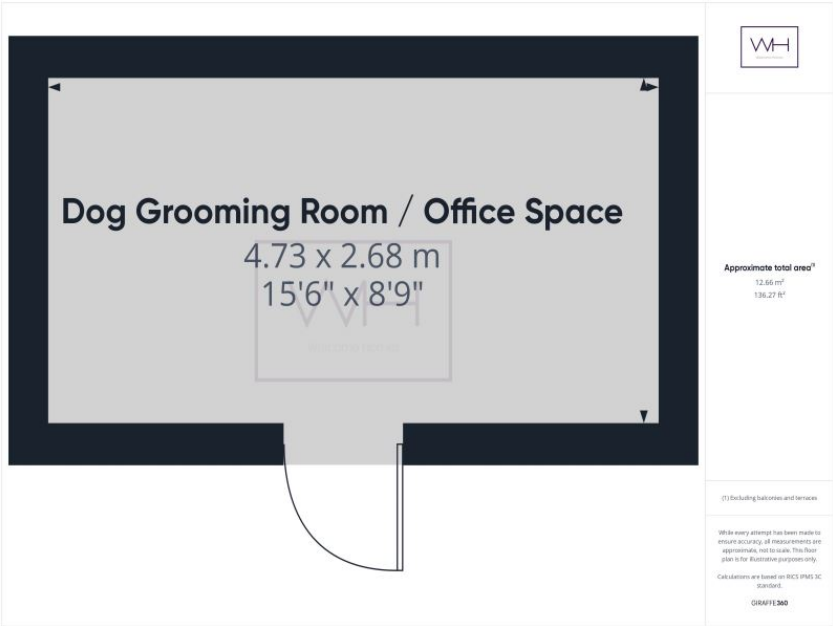 Dog Grooming Room / Office Space
4.73 x 2.68 m
15'6" x 8'9"
WH
WH
Approximate total area⁽¹⁾
12.66 m²
136.27 ft²
(1) Excluding balconies and terraces
While every attempt has been made to
ensure accuracy, all measurements are
approximate, not to scale. This floor
plan is for illustrative purposes only.
Calculations are based on RICS IPMS 3C
standard.
GIRAFFE360